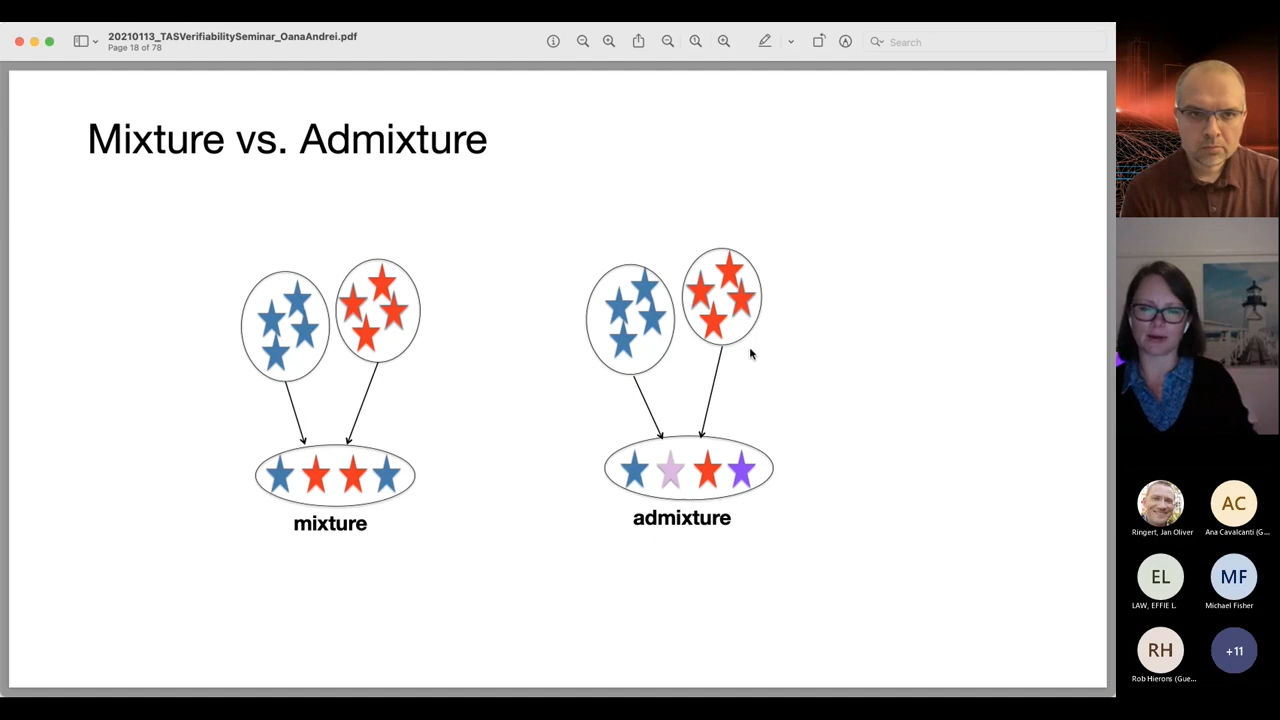 20210113_TASVerifiabilitySeminar_OanaAndrei.pdf
Page 18 of 78
Search
Mixture vs. Admixture
mixture
admixture
Ringert, Jan Oliver
AC
Ana Cavalcanti (G...
EL
LAW, EFFIE L.
MF
Michael Fisher
RH
Rob Hierons (Gue...
+11